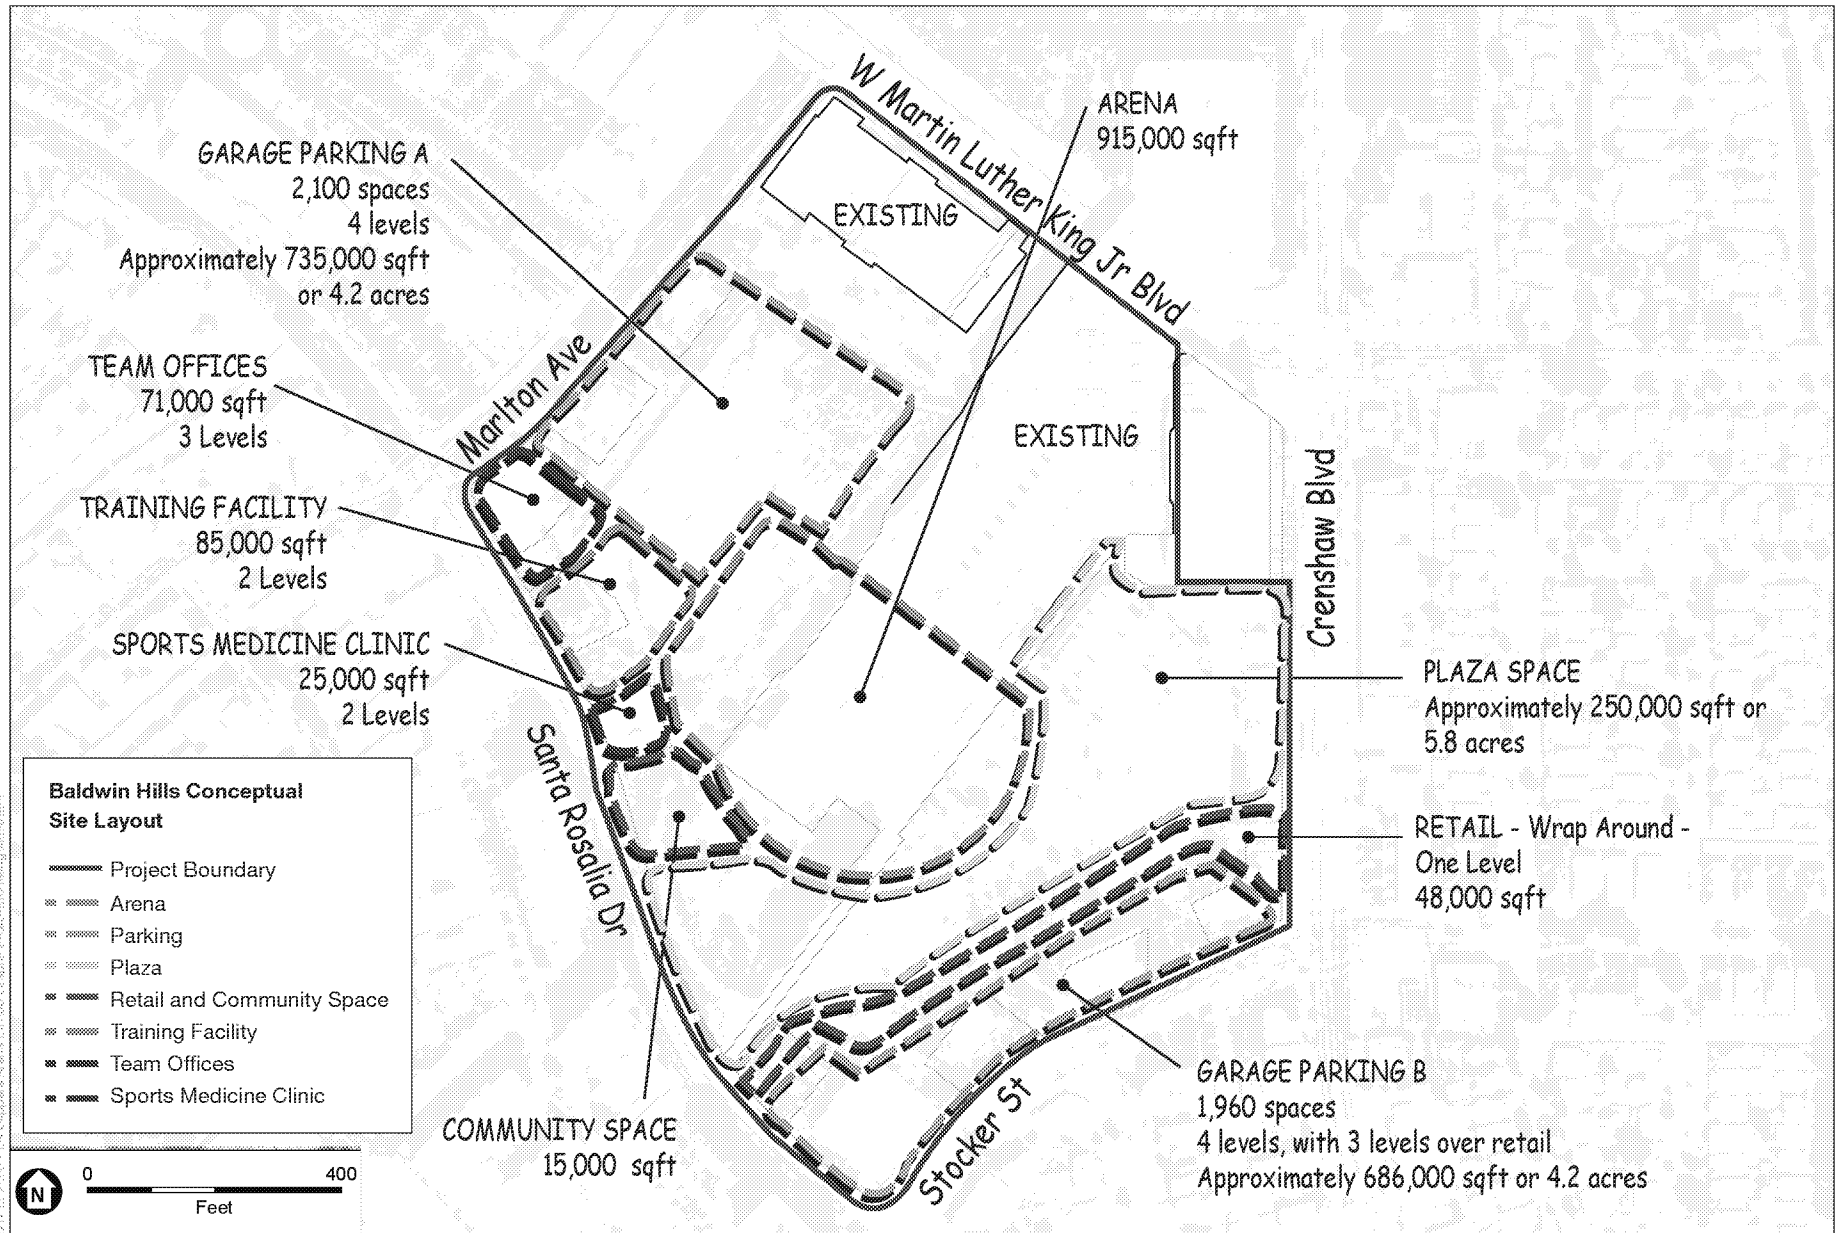 W Martin Luther King Jr Blvd
ARENA
915,000 sqft
GARAGE PARKING A
2,100 spaces
4 levels
Approximately 735,000 sqft
or 4.2 acres
EXISTING
Marlton Ave
TEAM OFFICES
71,000 sqft
3 Levels
EXISTING
Crenshaw Blvd
TRAINING FACILITY
85,000 sqft
2 Levels
SPORTS MEDICINE CLINIC
25,000 sqft
2 Levels
PLAZA SPACE
Approximately 250,000 sqft or
5.8 acres
Santa Rosalia Dr
RETAIL - Wrap Around -
One Level
48,000 sqft
Baldwin Hills Conceptual
Site Layout
Project Boundary
Arena
Parking
Plaza
Retail and Community Space
Training Facility
Team Offices
Sports Medicine Clinic
COMMUNITY SPACE
15,000 sqft
Stocker St
GARAGE PARKING B
1,960 spaces
4 levels, with 3 levels over retail
Approximately 686,000 sqft or 4.2 acres
N
0 400
Feet